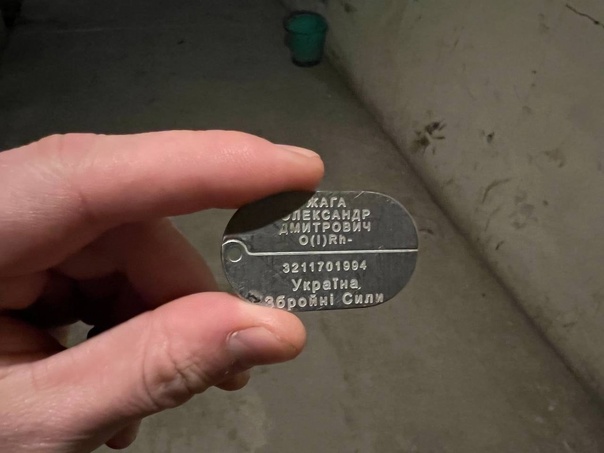 ЖАГА
ОЛЕКСАНДР
ДМИТРОВИЧ
O(I)Rh-
3211701994
Україна
Збройні Сили